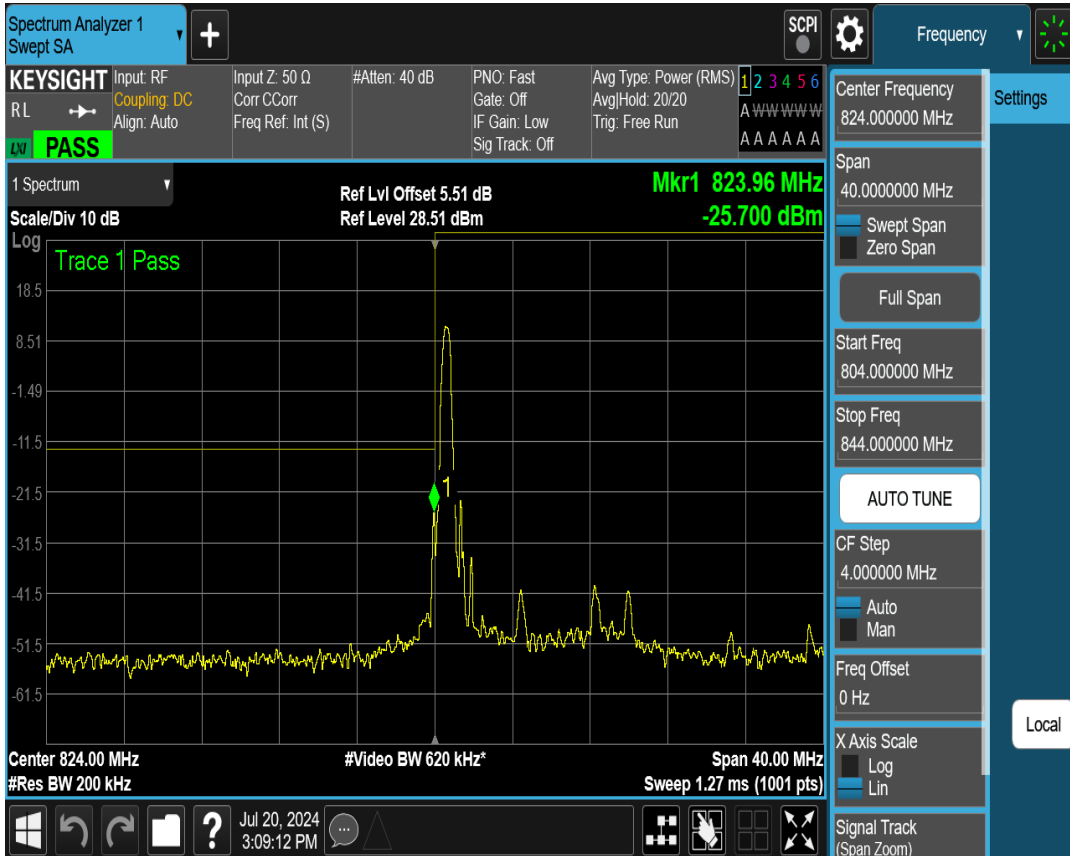 Spectrum Analyzer 1
Swept SA
+
SCPI
Frequency
KEYSIGHT
R L
LXI PASS
Input: RF
Coupling: DC
Align: Auto
Input Z: 50 Ω
Corr CCorr
Freq Ref: Int (S)
#Atten: 40 dB
PNO: Fast
Gate: Off
IF Gain: Low
Sig Track: Off
Avg Type: Power (RMS)
Avg|Hold: 20/20
Trig: Free Run
1 2 3 4 5 6
A W W W W W
A A A A A A
1 Spectrum
Scale/Div 10 dB
Ref Lvl Offset 5.51 dB
Ref Level 28.51 dBm
Mkr1 823.96 MHz
-25.700 dBm
Log
Trace 1 Pass
18.5
8.51
-1.49
-11.5
-21.5
-31.5
-41.5
-51.5
-61.5
1
Center 824.00 MHz
#Video BW 620 kHz*
Span 40.00 MHz
#Res BW 200 kHz
Sweep 1.27 ms (1001 pts)
Center Frequency
824.000000 MHz
Span
40.0000000 MHz
Swept Span
Zero Span
Full Span
Start Freq
804.000000 MHz
Stop Freq
844.000000 MHz
AUTO TUNE
CF Step
4.000000 MHz
Auto
Man
Freq Offset
0 Hz
X Axis Scale
Log
Lin
Signal Track
(Span Zoom)
Settings
Local
?
Jul 20, 2024
3:09:12 PM